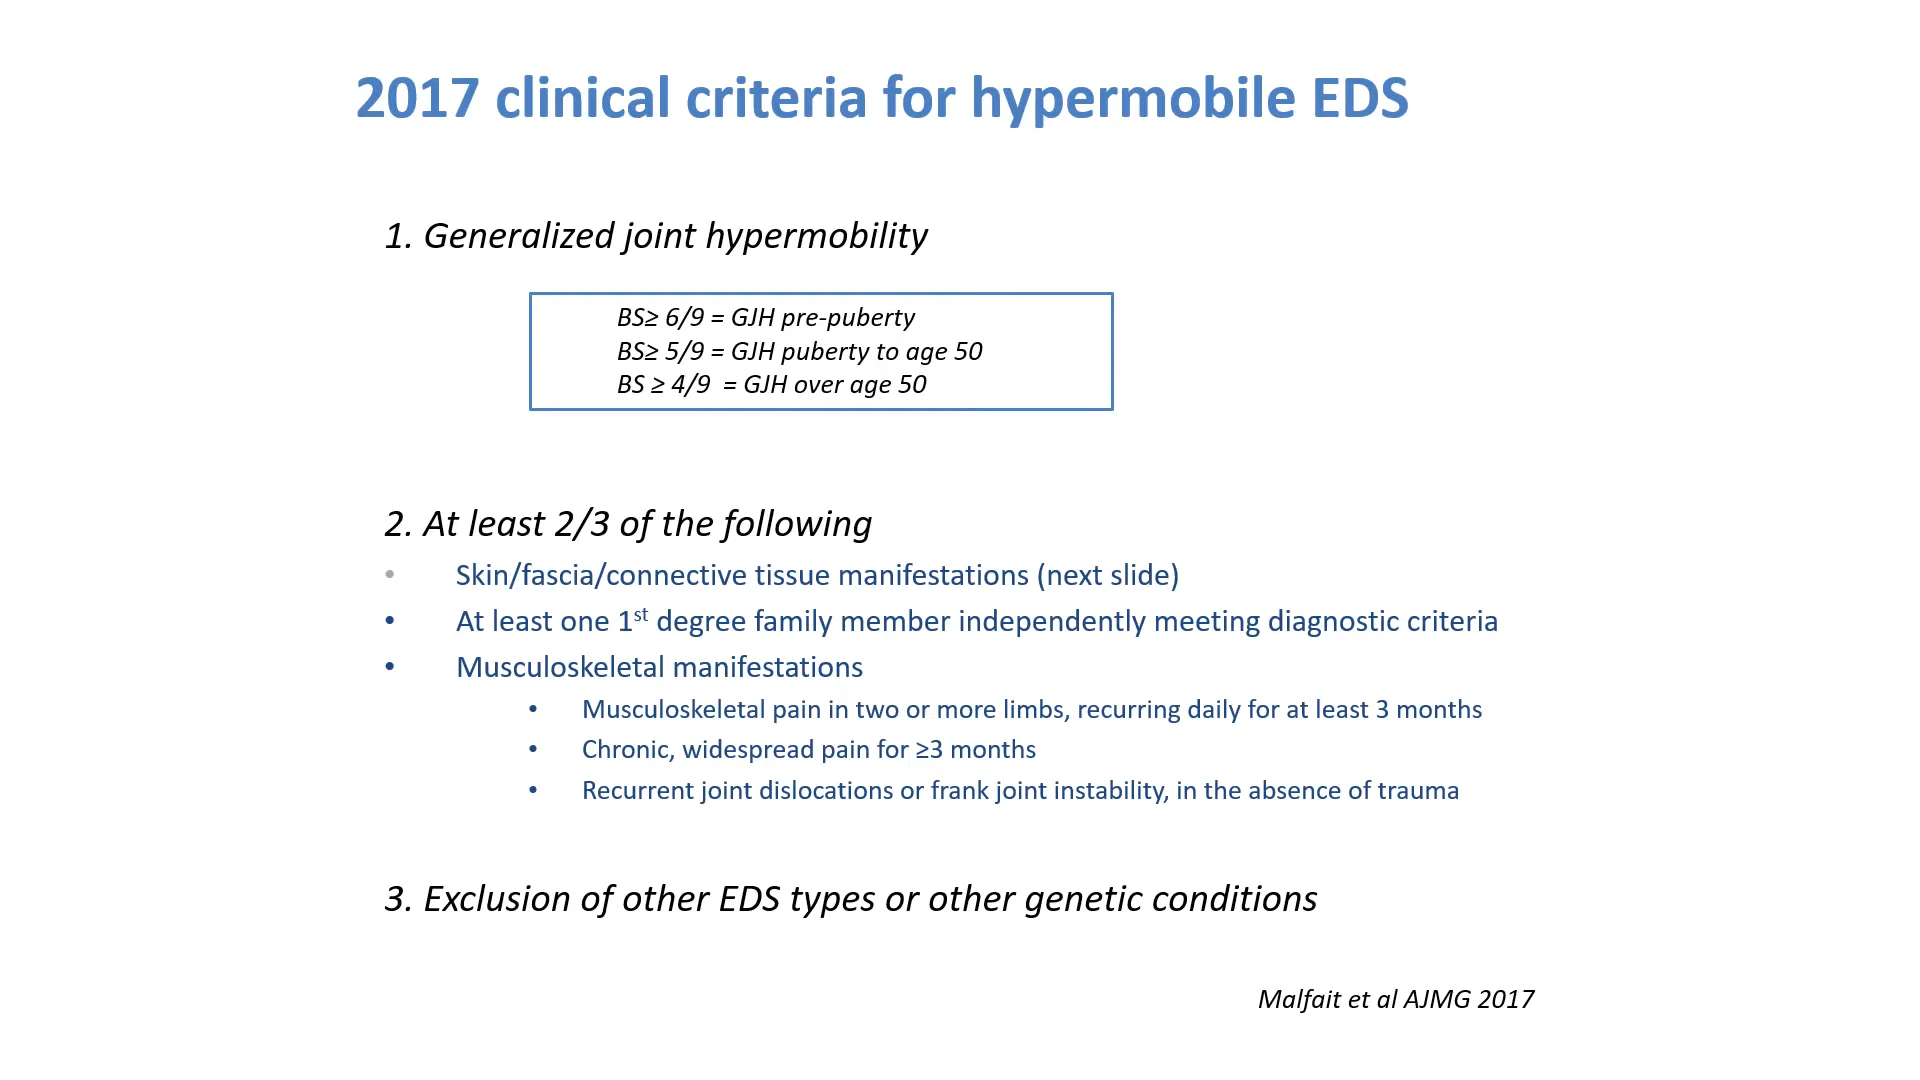 2017 clinical criteria for hypermobile EDS
1. Generalized joint hypermobility
BS≥ 6/9 = GJH pre-puberty
BS≥ 5/9 = GJH puberty to age 50
BS ≥ 4/9 = GJH over age 50
2. At least 2/3 of the following
• Skin/fascia/connective tissue manifestations (next slide)
• At least one 1st degree family member independently meeting diagnostic criteria
• Musculoskeletal manifestations
• Musculoskeletal pain in two or more limbs, recurring daily for at least 3 months
• Chronic, widespread pain for ≥3 months
• Recurrent joint dislocations or frank joint instability, in the absence of trauma
3. Exclusion of other EDS types or other genetic conditions
Malfait et al AJMG 2017